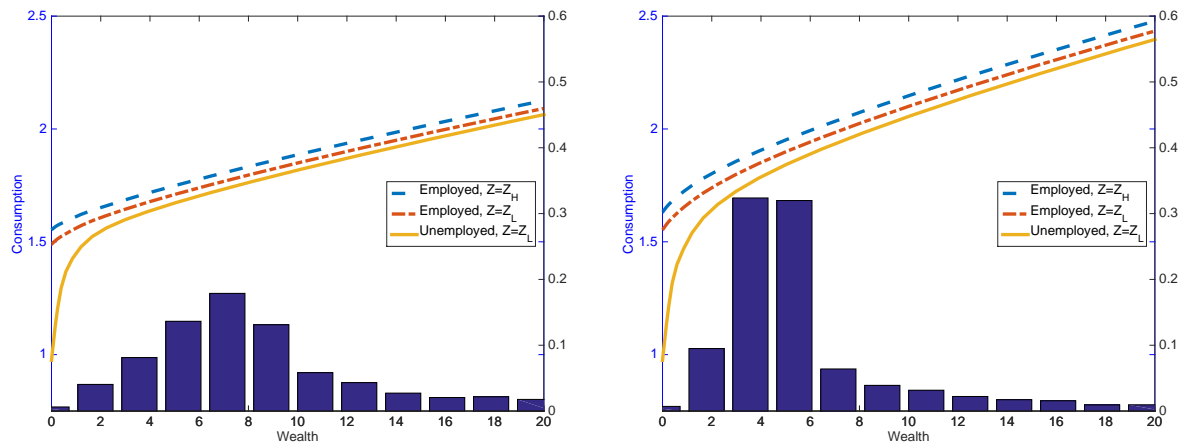 2.5
2
1.5
1
Consumption
0.6
0.5
0.4
0.3
0.2
0.1
0
Employed, Z=Z_H
Employed, Z=Z_L
Unemployed, Z=Z_L
0 2 4 6 8 10 12 14 16 18 20
Wealth
2.5
2
1.5
1
Consumption
0.6
0.5
0.4
0.3
0.2
0.1
0
Employed, Z=Z_H
Employed, Z=Z_L
Unemployed, Z=Z_L
0 2 4 6 8 10 12 14 16 18 20
Wealth